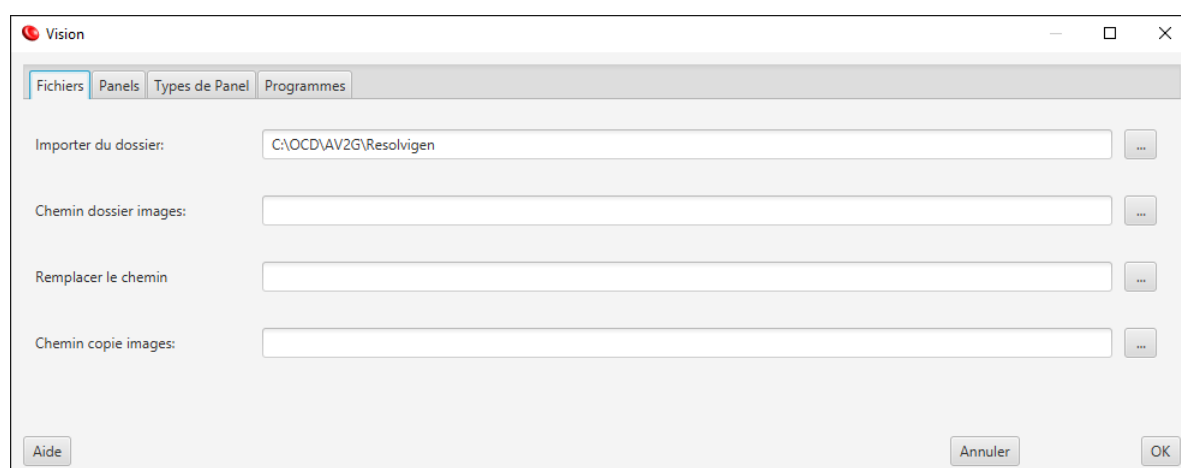 Vision
Fichiers Panels Types de Panel Programmes
Importer du dossier: C:\OCD\AV2G\Resolvigen ...
Chemin dossier images: ...
Remplacer le chemin ...
Chemin copie images: ...
Aide Annuler OK